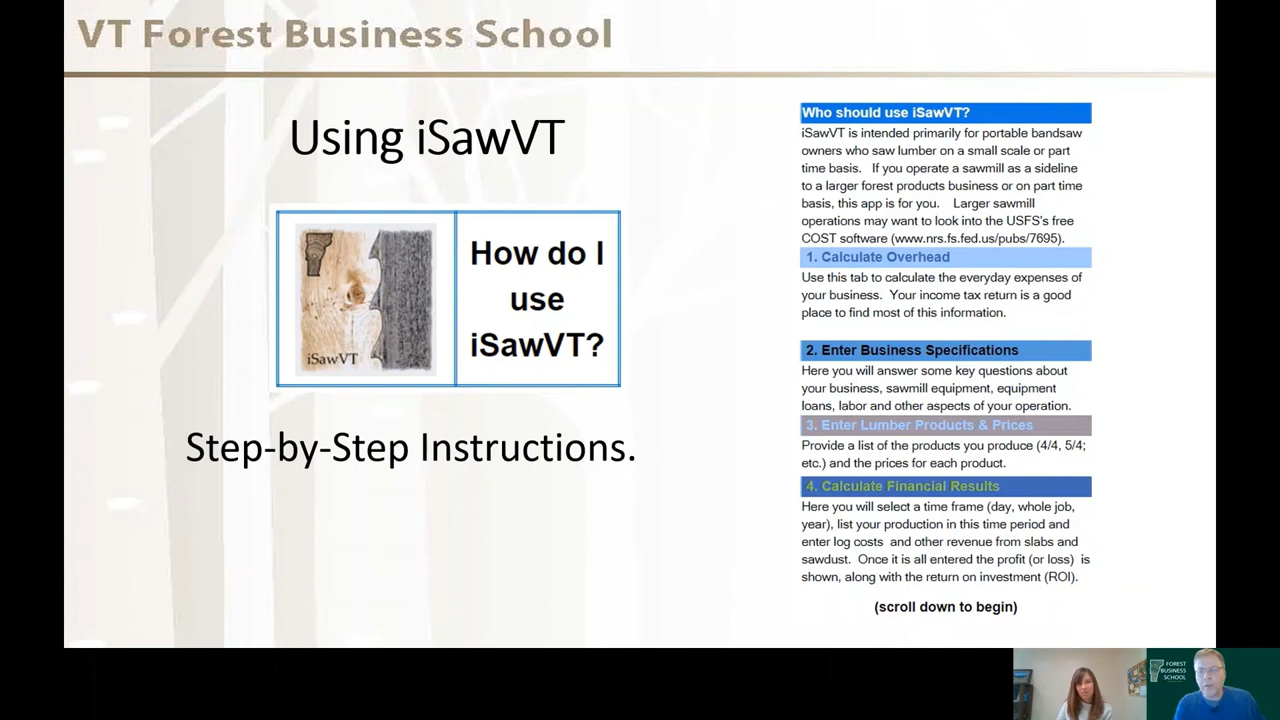 VT Forest Business School
Using iSawVT
iSawVT
How do I
use
iSawVT?
Step-by-Step Instructions.
Who should use iSawVT?
iSawVT is intended primarily for portable bandsaw
owners who saw lumber on a small scale or part
time basis. If you operate a sawmill as a sideline
to a larger forest products business or on part time
basis, this app is for you. Larger sawmill
operations may want to look into the USFS's free
COST software (www.nrs.fs.fed.us/pubs/7695).
1. Calculate Overhead
Use this tab to calculate the everyday expenses of
your business. Your income tax return is a good
place to find most of this information.
2. Enter Business Specifications
Here you will answer some key questions about
your business, sawmill equipment, equipment
loans, labor and other aspects of your operation.
3. Enter Lumber Products & Prices
Provide a list of the products you produce (4/4, 5/4;
etc.) and the prices for each product.
4. Calculate Financial Results
Here you will select a time frame (day, whole job,
year), list your production in this time period and
enter log costs and other revenue from slabs and
sawdust. Once it is all entered the profit (or loss) is
shown, along with the return on investment (ROI).
(scroll down to begin)
FOREST
BUSINESS
SCHOOL